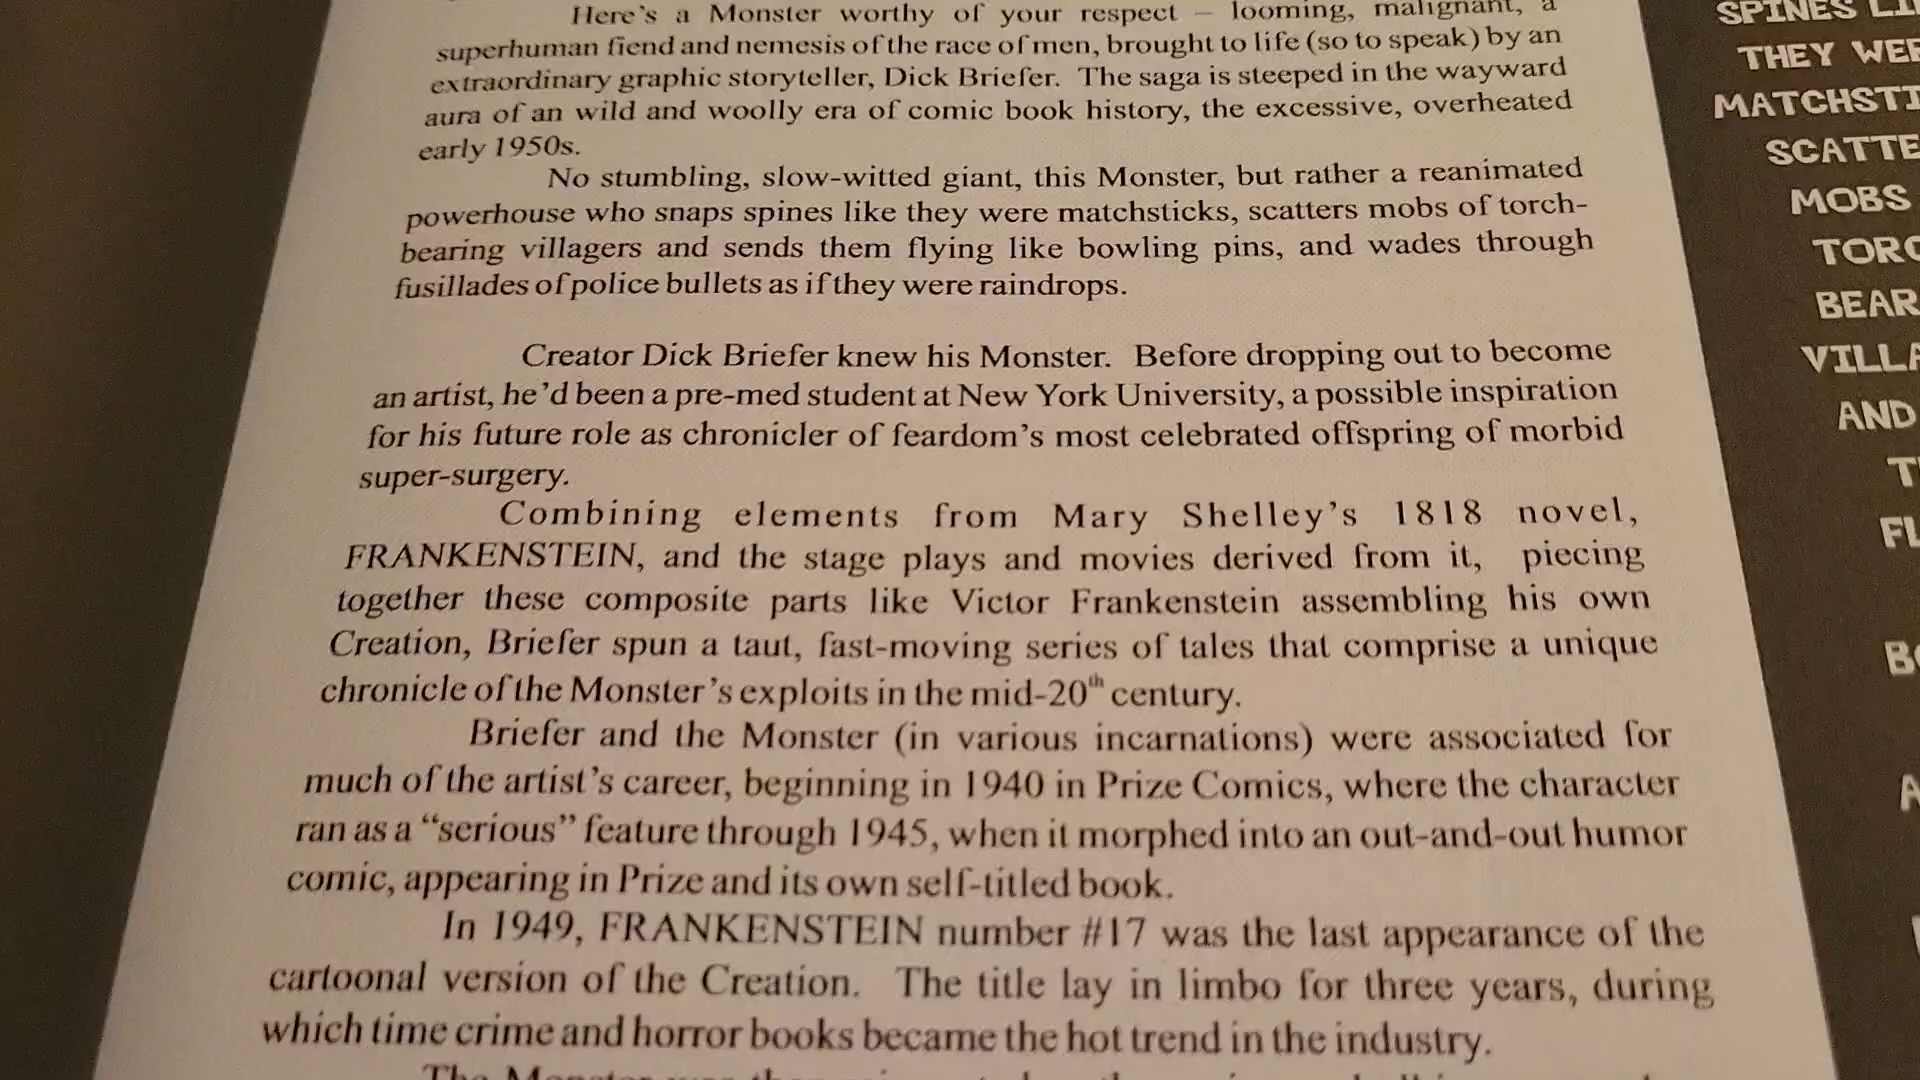 Here's a Monster worthy of your respect – looming, malignant, a
superhuman fiend and nemesis of the race of men, brought to life (so to speak) by an
extraordinary graphic storyteller, Dick Briefer. The saga is steeped in the wayward
aura of an wild and woolly era of comic book history, the excessive, overheated
early 1950s.
No stumbling, slow-witted giant, this Monster, but rather a reanimated
powerhouse who snaps spines like they were matchsticks, scatters mobs of torch-
bearing villagers and sends them flying like bowling pins, and wades through
fusillades of police bullets as if they were raindrops.
Creator Dick Briefer knew his Monster. Before dropping out to become
an artist, he'd been a pre-med student at New York University, a possible inspiration
for his future role as chronicler of feardom's most celebrated offspring of morbid
super-surgery.
Combining elements from Mary Shelley's 1818 novel,
FRANKENSTEIN, and the stage plays and movies derived from it, piecing
together these composite parts like Victor Frankenstein assembling his own
Creation, Briefer spun a taut, fast-moving series of tales that comprise a unique
chronicle of the Monster's exploits in the mid-20th century.
Briefer and the Monster (in various incarnations) were associated for
much of the artist's career, beginning in 1940 in Prize Comics, where the character
ran as a “serious” feature through 1945, when it morphed into an out-and-out humor
comic, appearing in Prize and its own self-titled book.
In 1949, FRANKENSTEIN number #17 was the last appearance of the
cartoonal version of the Creation. The title lay in limbo for three years, during
which time crime and horror books became the hot trend in the industry.
The Monster
SPINES LI
THEY WER
MATCHSTI
SCATTE
MOBS
TORC
BEAR
VILLA
AND
T
FL